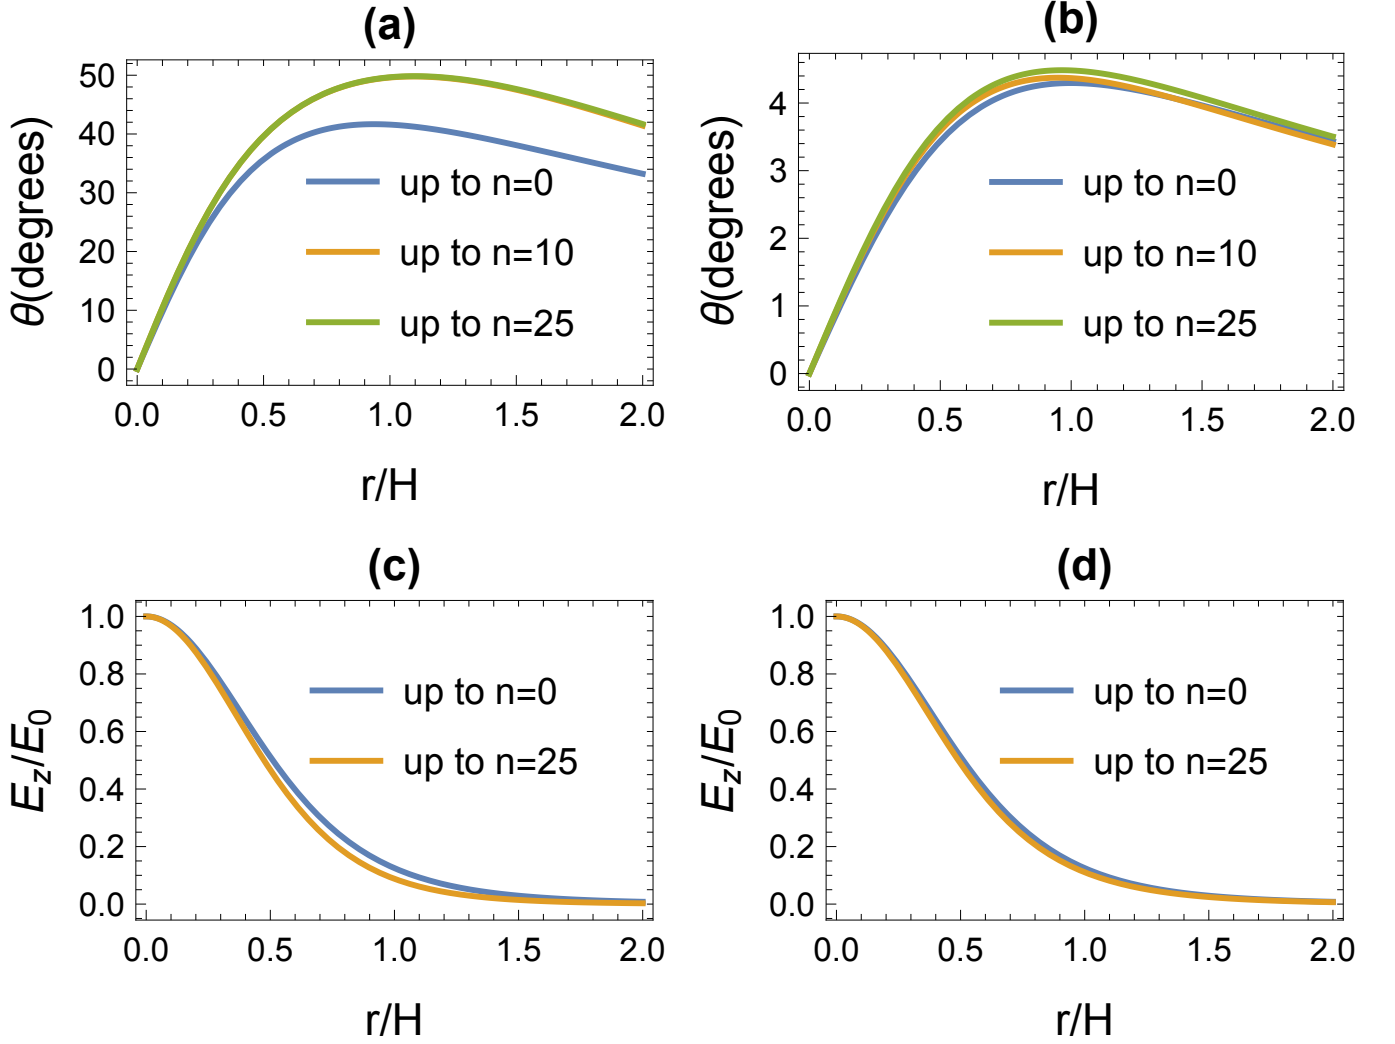 (a)
θ(degrees)
50
40
30
20
10
0
up to n=0
up to n=10
up to n=25
0.0 0.5 1.0 1.5 2.0
r/H
(b)
θ(degrees)
4
3
2
1
0
up to n=0
up to n=10
up to n=25
0.0 0.5 1.0 1.5 2.0
r/H
(c)
E_z/E_0
1.0
0.8
0.6
0.4
0.2
0.0
up to n=0
up to n=25
0.0 0.5 1.0 1.5 2.0
r/H
(d)
E_z/E_0
1.0
0.8
0.6
0.4
0.2
0.0
up to n=0
up to n=25
0.0 0.5 1.0 1.5 2.0
r/H